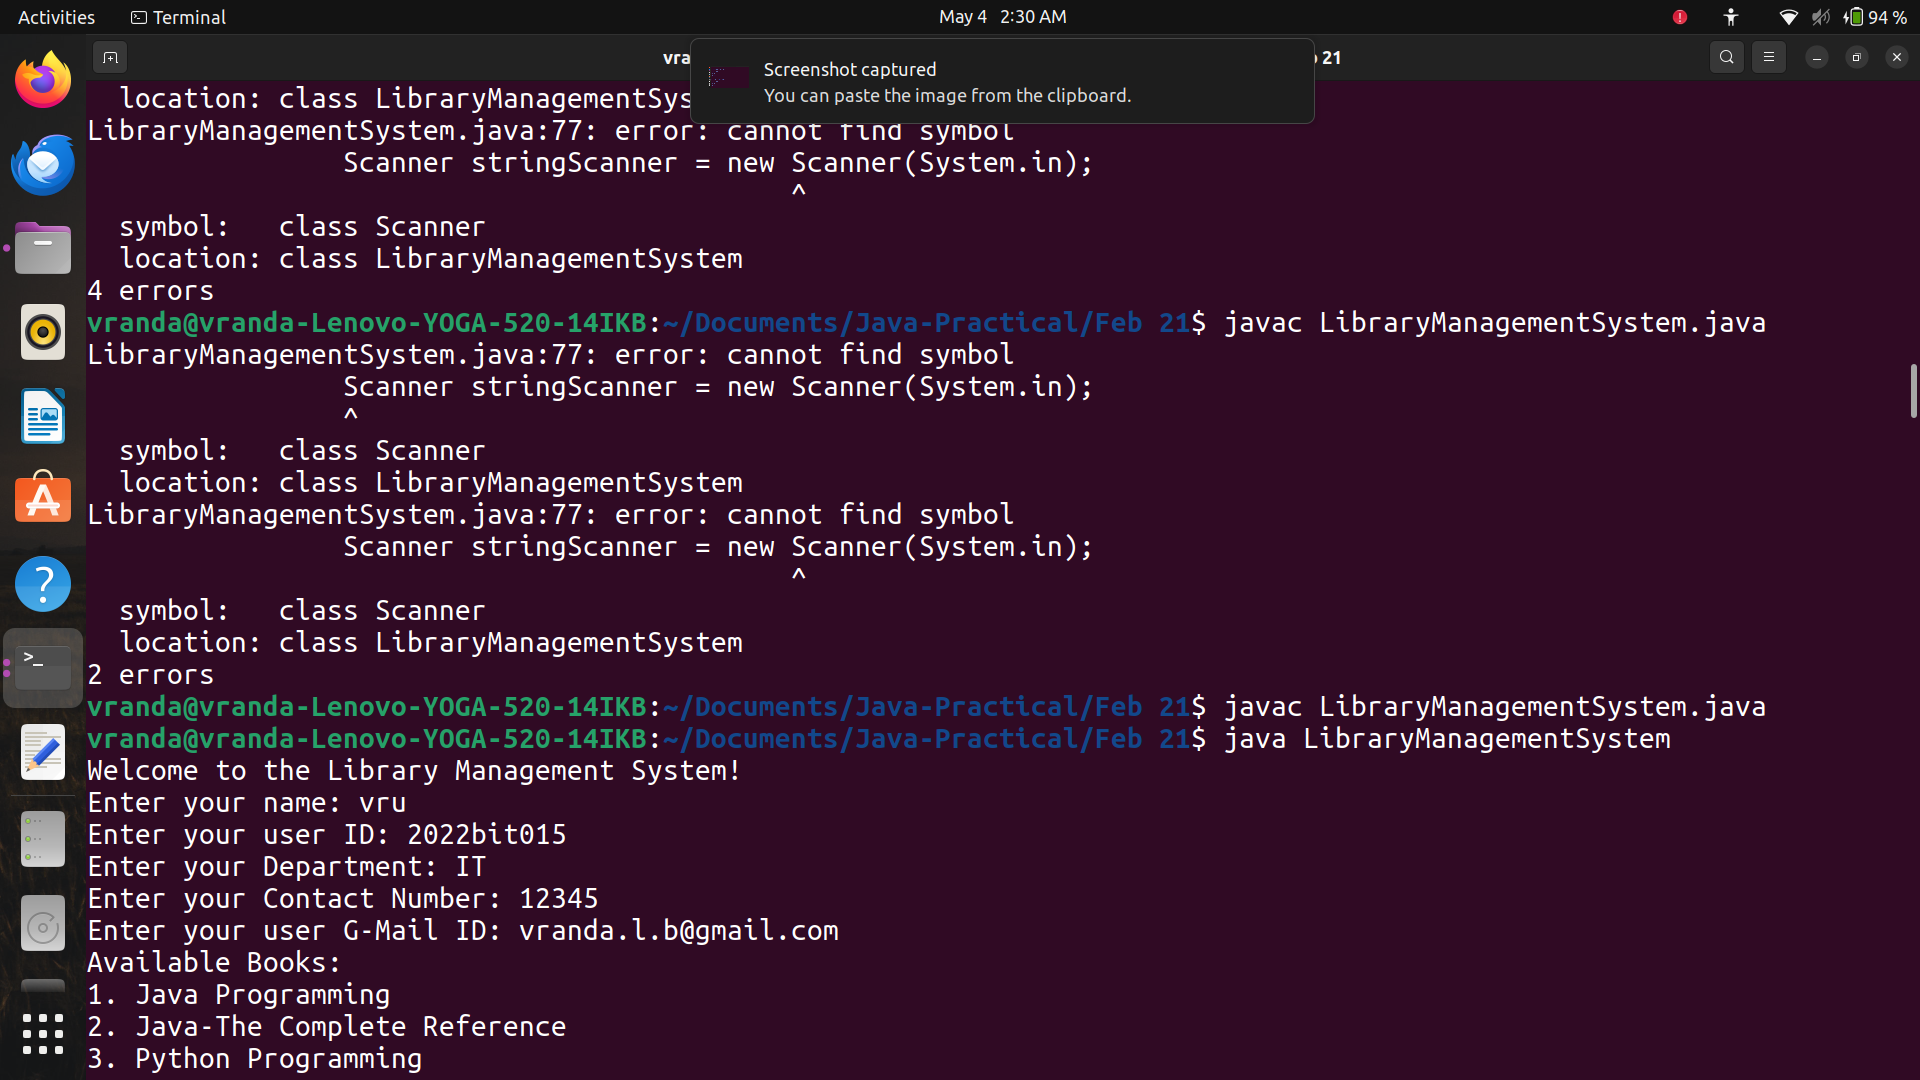 Activities
Terminal
May 4 2:30 AM
94 %
vra
21
Screenshot captured
You can paste the image from the clipboard.
location: class LibraryManagementSys
LibraryManagementSystem.java:77: error: cannot find symbol
Scanner stringScanner = new Scanner(System.in);
^
symbol: class Scanner
location: class LibraryManagementSystem
4 errors
vranda@vranda-Lenovo-YOGA-520-14IKB:~/Documents/Java-Practical/Feb 21$ javac LibraryManagementSystem.java
LibraryManagementSystem.java:77: error: cannot find symbol
Scanner stringScanner = new Scanner(System.in);
^
symbol: class Scanner
location: class LibraryManagementSystem
LibraryManagementSystem.java:77: error: cannot find symbol
Scanner stringScanner = new Scanner(System.in);
^
symbol: class Scanner
location: class LibraryManagementSystem
2 errors
vranda@vranda-Lenovo-YOGA-520-14IKB:~/Documents/Java-Practical/Feb 21$ javac LibraryManagementSystem.java
vranda@vranda-Lenovo-YOGA-520-14IKB:~/Documents/Java-Practical/Feb 21$ java LibraryManagementSystem
Welcome to the Library Management System!
Enter your name: vru
Enter your user ID: 2022bit015
Enter your Department: IT
Enter your Contact Number: 12345
Enter your user G-Mail ID: vranda.l.b@gmail.com
Available Books:
1. Java Programming
2. Java-The Complete Reference
3. Python Programming